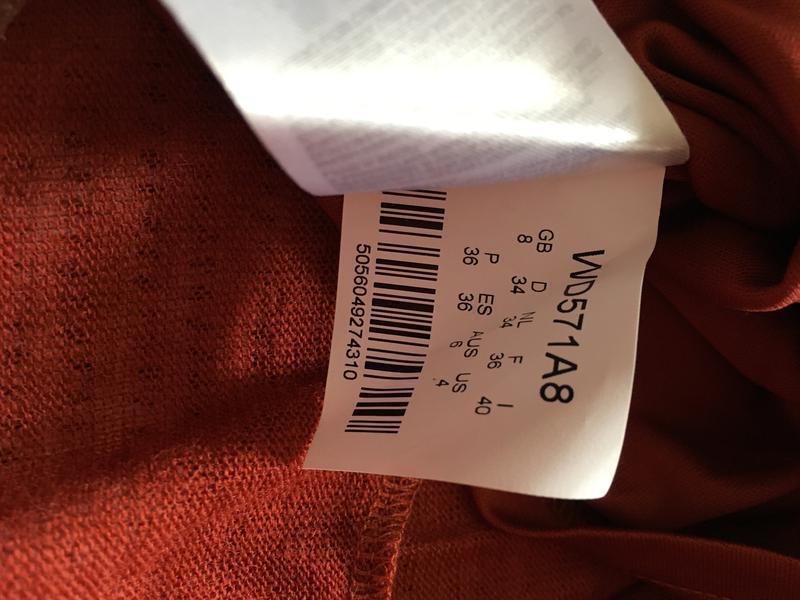 WD571A8
GB D NL F I
8 34 34 36 40
P ES AUS US
36 36 6 4
5056049274310